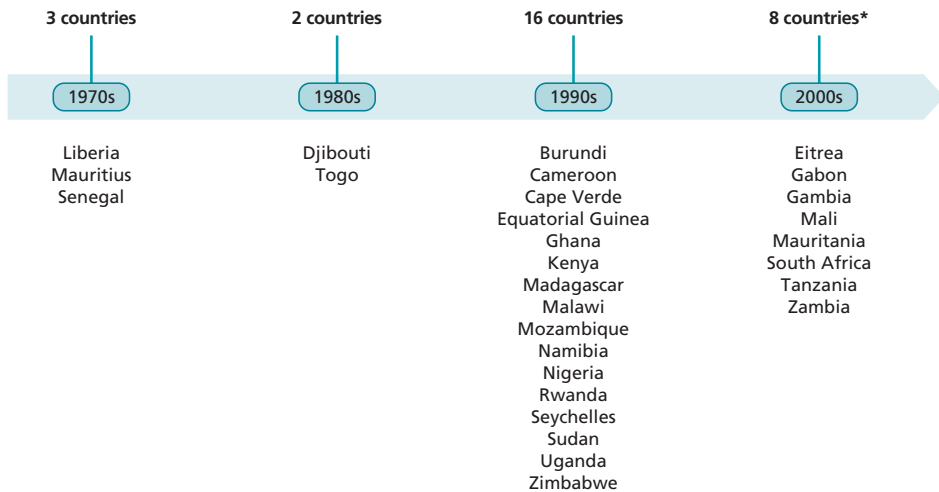 3 countries
2 countries
16 countries
8 countries*
1970s
1980s
1990s
2000s
Liberia
Mauritius
Senegal
Djibouti
Togo
Burundi
Cameroon
Cape Verde
Equatorial Guinea
Ghana
Kenya
Madagascar
Malawi
Mozambique
Namibia
Nigeria
Rwanda
Seychelles
Sudan
Uganda
Zimbabwe
Eitrea
Gabon
Gambia
Mali
Mauritania
South Africa
Tanzania
Zambia